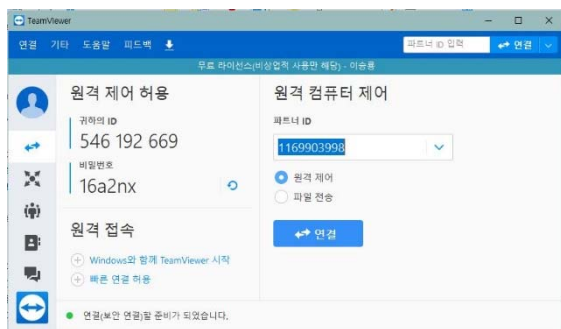 TeamViewer
연결 기타 도움말 피드백
파트너 ID 입력
연결
무료 라이선스(비상업적 사용만 해당) - 이승룡
원격 제어 허용
귀하의 ID
546 192 669
비밀번호
16a2nx
원격 접속
Windows와 함께 TeamViewer 시작
빠른 연결 허용
원격 컴퓨터 제어
파트너 ID
1169903998
원격 제어
파일 전송
연결
연결(보안 연결)할 준비가 되었습니다.